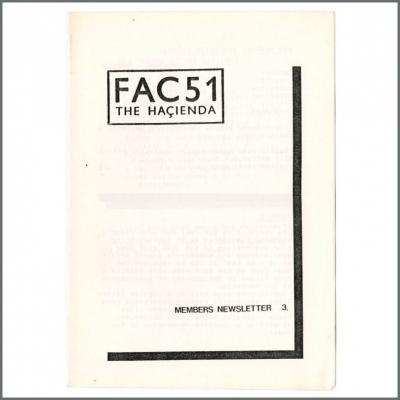 FAC51
THE HAÇIENDA
MEMBERS NEWSLETTER 3.